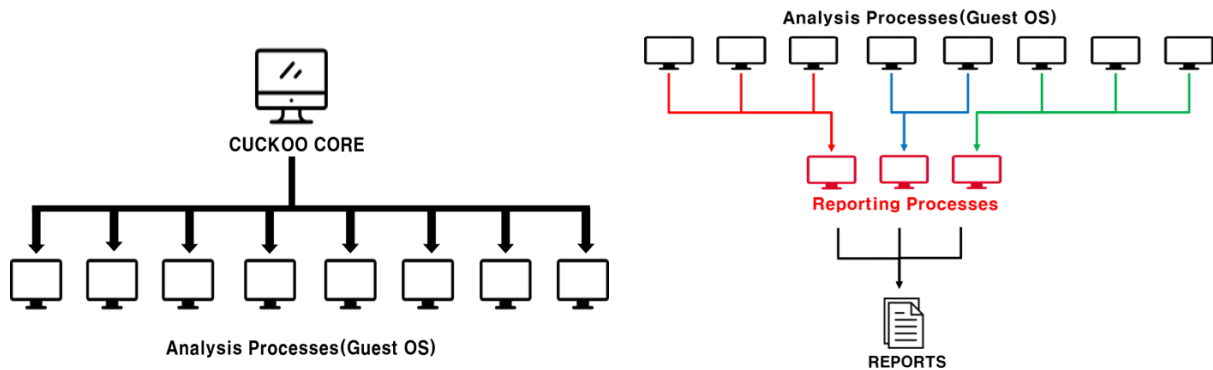 CUCKOO CORE
Analysis Processes(Guest OS)
Analysis Processes(Guest OS)
Reporting Processes
REPORTS